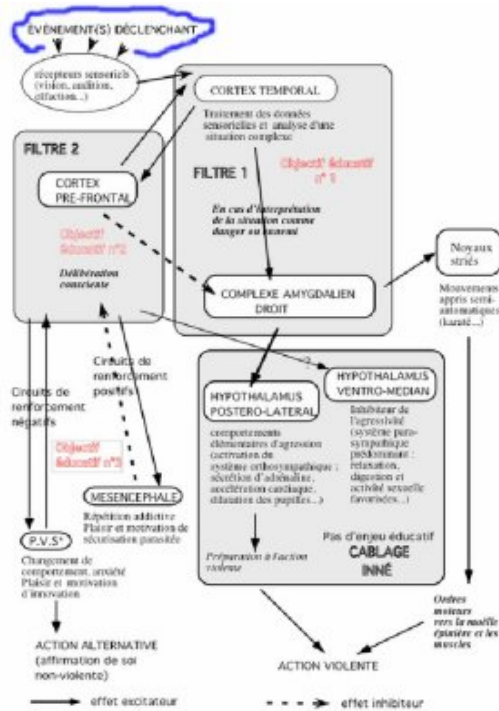 ÉVÉNEMENT(S) DÉCLENCHANT
récepteurs sensoriels
(vision, audition,
olfaction...)
CORTEX TEMPORAL
Traitement des données
sensorielles et analyse d'une
situation complexe
FILTRE 2
FILTRE 1
Objectif éducatif
n° 1
CORTEX
PRE-FRONTAL
En cas d'interprétation
de la situation comme
danger ou
Objectif
éducatif n°2
Délibération
consciente
COMPLEXE AMYGDALIEN
DROIT
Noyaux
striés
Mouvements
appris semi-
automatiques
(karaté...)
?
Circuits de
renforcement
négatifs
Circuits de
renforcement
positifs
HYPOTHALAMUS
POSTERO-LATERAL
HYPOTHALAMUS
VENTRO-MEDIAN
comportements
élémentaires d'agression
(activation du
système orthosympathique :
sécrétion d'adrénaline,
accélération cardiaque,
dilatation des pupilles...)
Inhibiteur de
l'agressivité
(système para-
sympathique
prédominant :
relaxation,
digestion et
activité sexuelle
favorisées...)
Objectif
éducatif n°3
MESENCEPHALE
Répétition addictive
Plaisir et motivation de
sécurisation parasitée
P.V.S*
Changement de
comportement, anxiété
Plaisir et motivation
d'innovation
Préparation à l'action
violente
Pas d'enjeu éducatif
CABLAGE
INNÉ
Ordres
moteurs
vers la moëlle
épinière et les
muscles
ACTION ALTERNATIVE
(affirmation de soi
non-violente)
ACTION VIOLENTE
effet excitateur
effet inhibiteur